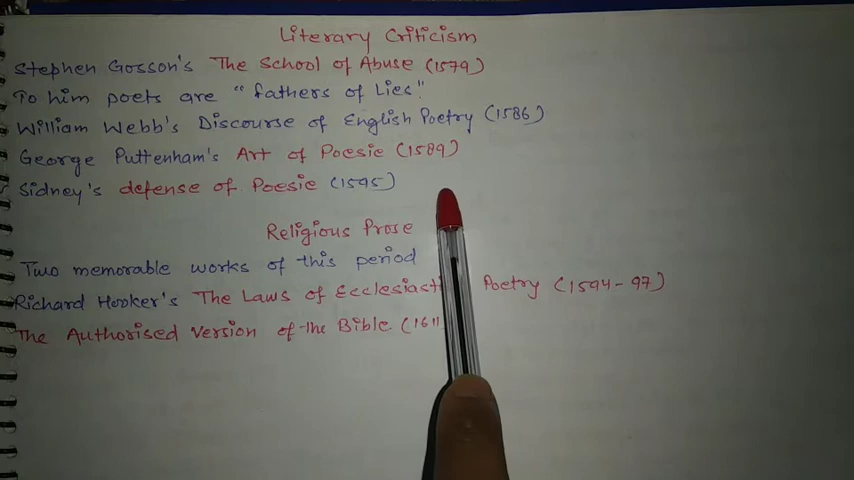 Literary Criticism
Stephen Gosson's The School of Abuse (1579)
To him poets are "fathers of Lies".
William Webb's Discourse of English Poetry (1586)
George Puttenham's Art of Poesie (1589)
Sidney's defense of Poesie (1595)
Religious Prose
Two memorable works of this period
Richard Hooker's The Laws of Poetry (1594-97)
The Authorised Version of the Bible (1611